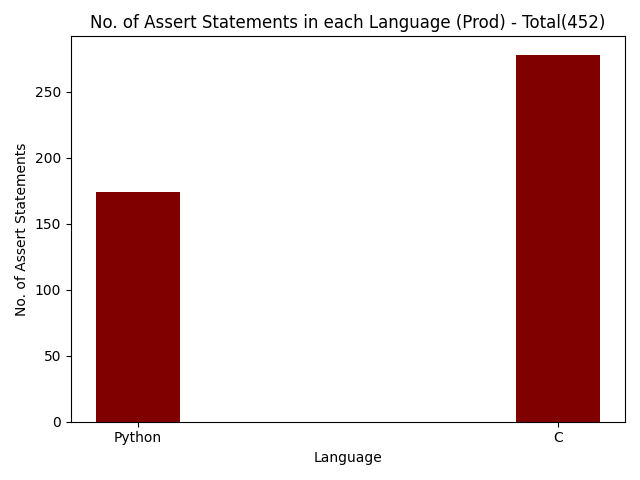 No. of Assert Statements in each Language (Prod) - Total(452)
No. of Assert Statements
250
200
150
100
50
0
Python
C
Language